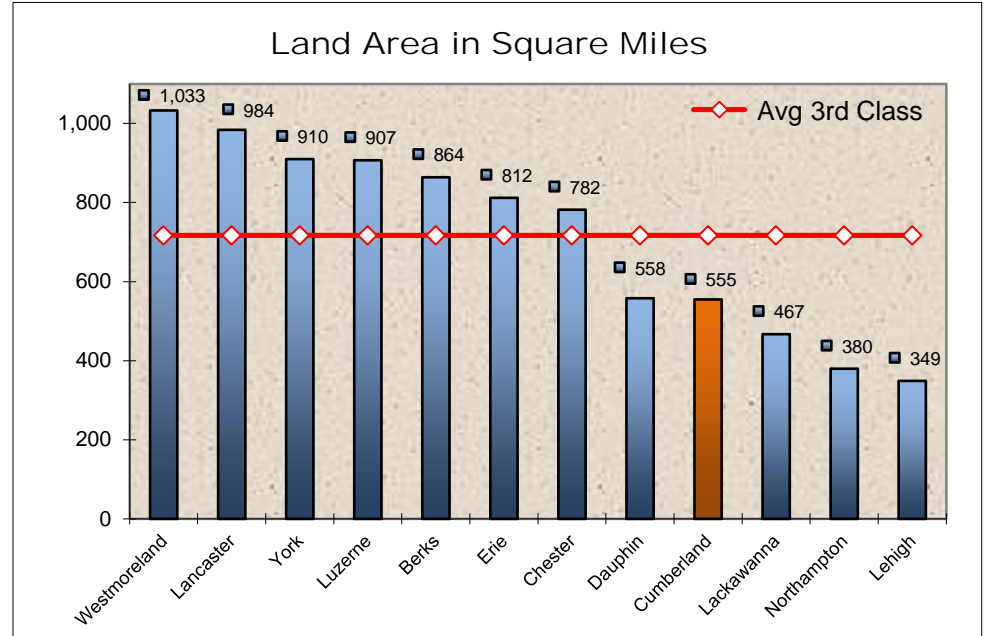 Land Area in Square Miles
Avg 3rd Class
1,033
984
910
907
864
812
782
558
555
467
380
349
1,000
800
600
400
200
0
Westmoreland
Lancaster
York
Luzerne
Berks
Erie
Chester
Dauphin
Cumberland
Lackawanna
Northampton
Lehigh